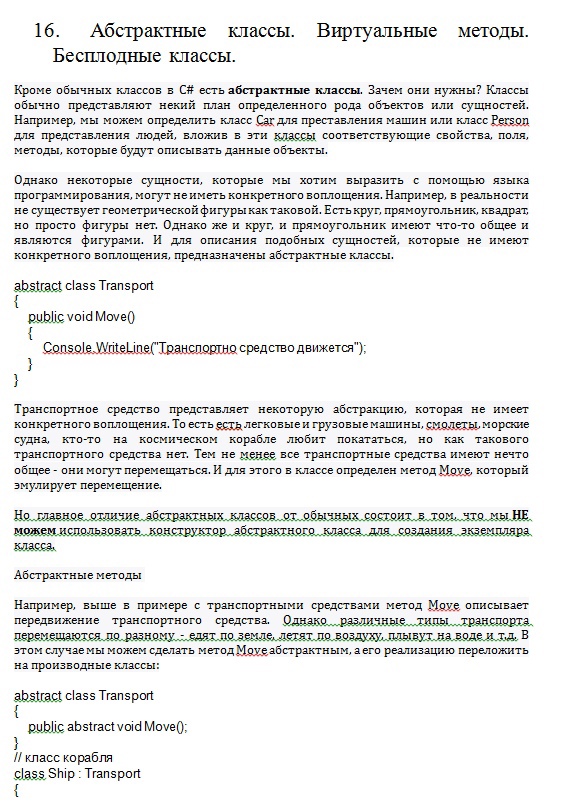 16. Абстрактные классы. Виртуальные методы.
Бесплодные классы.
Кроме обычных классов в C# есть абстрактные классы. Зачем они нужны? Классы
обычно представляют некий план определенного рода объектов или сущностей.
Например, мы можем определить класс Car для преставления машин или класс Person
для представления людей, вложив в эти классы соответствующие свойства, поля,
методы, которые будут описывать данные объекты.
Однако некоторые сущности, которые мы хотим выразить с помощью языка
программирования, могут не иметь конкретного воплощения. Например, в реальности
не существует геометрической фигуры как таковой. Есть круг, прямоугольник, квадрат,
но просто фигуры нет. Однако же и круг, и прямоугольник имеют что-то общее и
являются фигурами. И для описания подобных сущностей, которые не имеют
конкретного воплощения, предназначены абстрактные классы.
abstract class Transport
{
public void Move()
{
Console.WriteLine("Транспортно средство движется");
}
}
Транспортное средство представляет некоторую абстракцию, которая не имеет
конкретного воплощения. То есть есть легковые и грузовые машины, смолеты, морские
судна, кто-то на космическом корабле любит покататься, но как такового
транспортного средства нет. Тем не менее все транспортные средства имеют нечто
общее - они могут перемещаться. И для этого в классе определен метод Move, который
эмулирует перемещение.
Но главное отличие абстрактных классов от обычных состоит в том, что мы НЕ
можем использовать конструктор абстрактного класса для создания экземпляра
класса.
Абстрактные методы
Например, выше в примере с транспортными средствами метод Move описывает
передвижение транспортного средства. Однако различные типы транспорта
перемещаются по разному - едят по земле, летят по воздуху, плывут на воде и т.д. В
этом случае мы можем сделать метод Move абстрактным, а его реализацию переложить
на производные классы:
abstract class Transport
{
public abstract void Move();
}
// класс корабля
class Ship : Transport
{